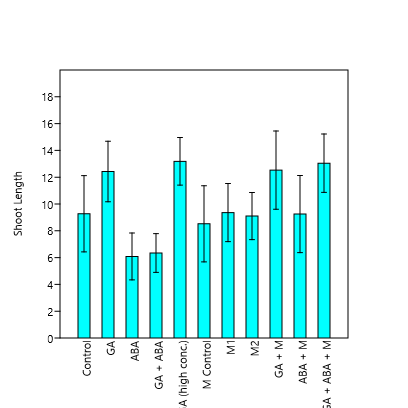 Shoot Length
18
16
14
12
10
8
6
4
2
0
Control
GA
ABA
GA + ABA
A (high conc.)
M Control
M1
M2
GA + M
ABA + M
GA + ABA + M